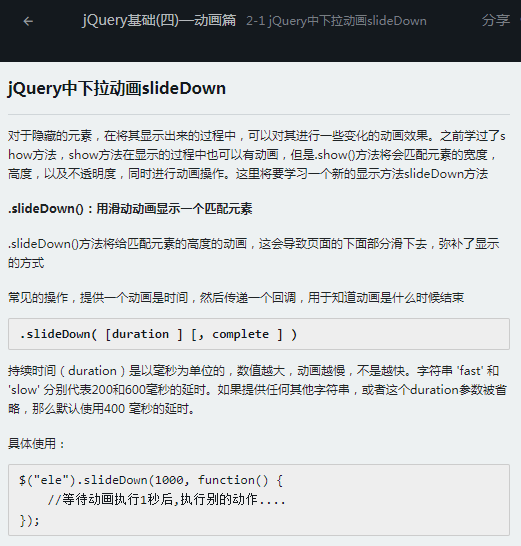 ← jQuery基础(四)—动画篇 2-1 jQuery中下拉动画slideDown 分享
jQuery中下拉动画slideDown
对于隐藏的元素，在将其显示出来的过程中，可以对其进行一些变化的动画效果。之前学过了s
how方法，show方法在显示的过程中也可以有动画，但是.show()方法将会匹配元素的宽度，
高度，以及不透明度，同时进行动画操作。这里将要学习一个新的显示方法slideDown方法
.slideDown()：用滑动动画显示一个匹配元素
.slideDown()方法将给匹配元素的高度的动画，这会导致页面的下面部分滑下去，弥补了显示
的方式
常见的操作，提供一个动画是时间，然后传递一个回调，用于知道动画是什么时候结束
.slideDown( [duration ] [, complete ] )
持续时间（duration）是以毫秒为单位的，数值越大，动画越慢，不是越快。字符串 'fast' 和
'slow' 分别代表200和600毫秒的延时。如果提供任何其他字符串，或者这个duration参数被省
略，那么默认使用400 毫秒的延时。
具体使用：
$("ele").slideDown(1000, function() {
//等待动画执行1秒后,执行别的动作....
});